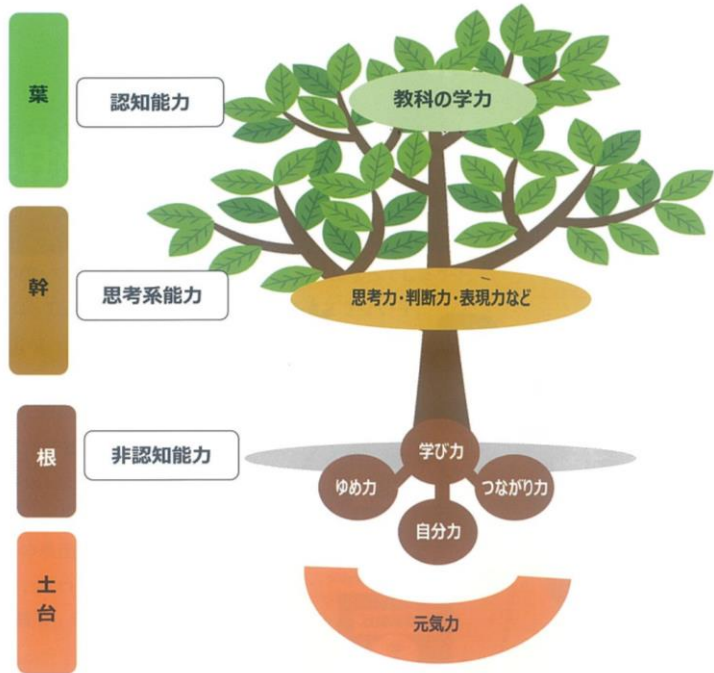 葉
認知能力
教科の学力
幹
思考系能力
思考力・判断力・表現力など
根
非認知能力
学び力
ゆめ力
つながり力
自分力
土台
元気力